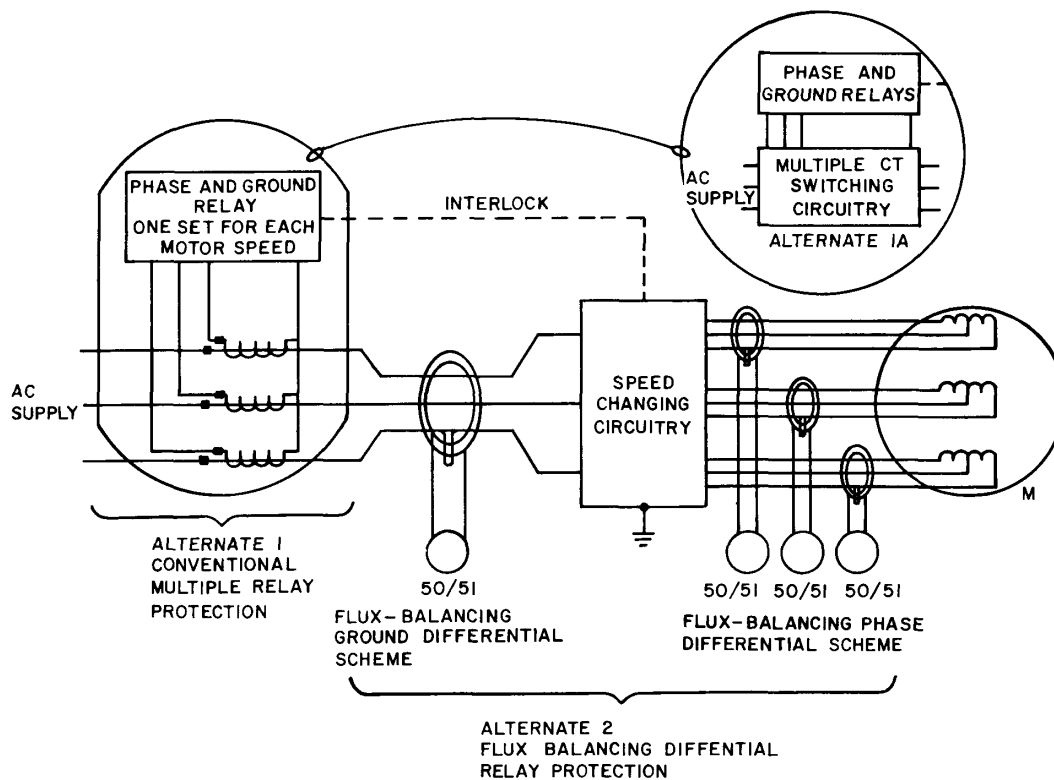 PHASE AND
GROUND RELAYS
AC
SUPPLY
MULTIPLE CT
SWITCHING
CIRCUITRY
ALTERNATE 1A
PHASE AND GROUND
RELAY
ONE SET FOR EACH
MOTOR SPEED
INTERLOCK
AC
SUPPLY
SPEED
CHANGING
CIRCUITRY
M
ALTERNATE 1
CONVENTIONAL
MULTIPLE RELAY
PROTECTION
50/51
FLUX-BALANCING
GROUND DIFFERENTIAL
SCHEME
50/51 50/51 50/51
FLUX-BALANCING PHASE
DIFFERENTIAL SCHEME
ALTERNATE 2
FLUX BALANCING DIFFENTIAL
RELAY PROTECTION